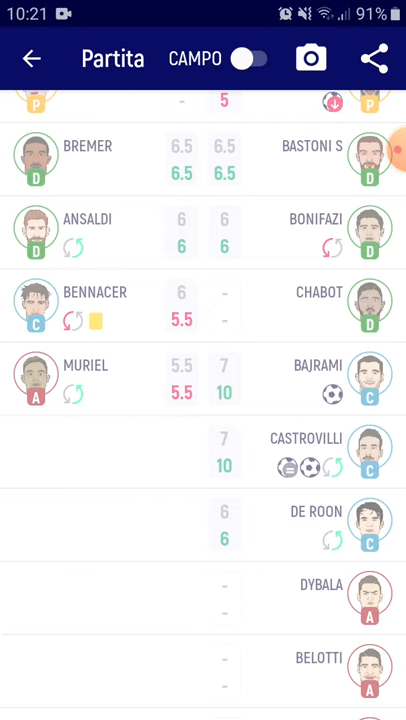 10:21 91%
Partita CAMPO
P - 5 P
BREMER 6.5 6.5 BASTONI S
D 6.5 6.5 D
ANSALDI 6 6 BONIFAZI
D 6 6 D
BENNACER 6 - CHABOT
C 5.5 - D
MURIEL 5.5 7 BAJRAMI
A 5.5 10 C
7 CASTROVILLI
10 C
6 DE ROON
6 C
- DYBALA
- A
- BELOTTI
- A